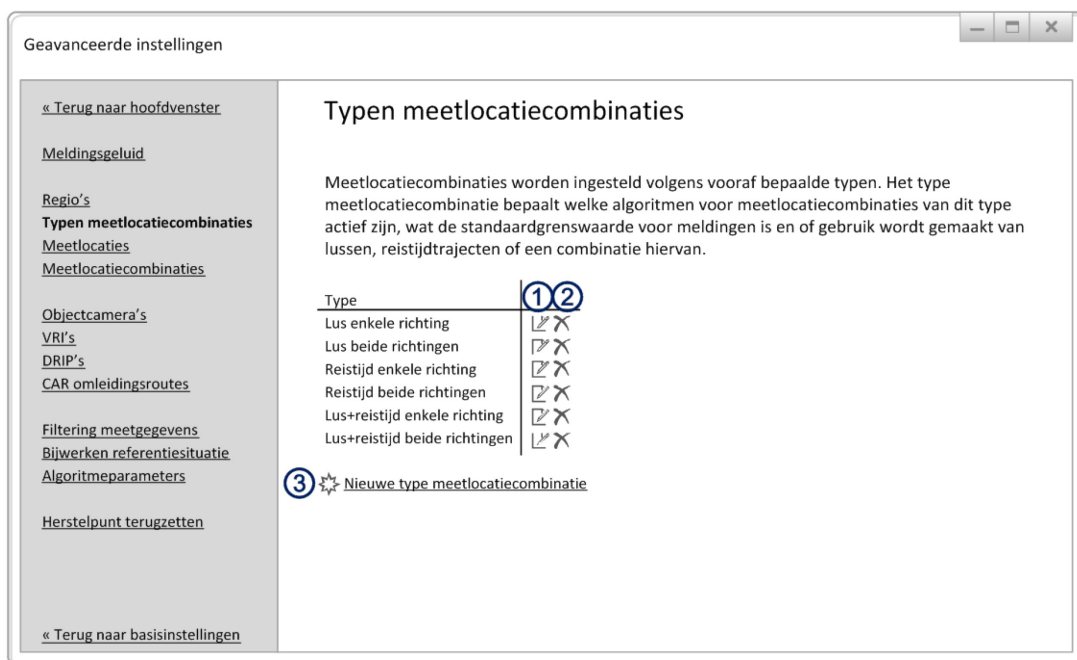 Geavanceerde instellingen
« Terug naar hoofdvenster
Meldingsgeluid
Regio's
Typen meetlocatiecombinaties
Meetlocaties
Meetlocatiecombinaties
Objectcamera's
VRI's
DRIP's
CAR omleidingsroutes
Filtering meetgegevens
Bijwerken referentiesituatie
Algoritmeparameters
Herstelpunt terugzetten
« Terug naar basisinstellingen
Typen meetlocatiecombinaties
Meetlocatiecombinaties worden ingesteld volgens vooraf bepaalde typen. Het type
meetlocatiecombinatie bepaalt welke algoritmen voor meetlocatiecombinaties van dit type
actief zijn, wat de standaardgrenswaarde voor meldingen is en of gebruik wordt gemaakt van
lussen, reistijdtrajecten of een combinatie hiervan.
Type 1 2
Lus enkele richting
Lus beide richtingen
Reistijd enkele richting
Reistijd beide richtingen
Lus+reistijd enkele richting
Lus+reistijd beide richtingen
3 Nieuwe type meetlocatiecombinatie